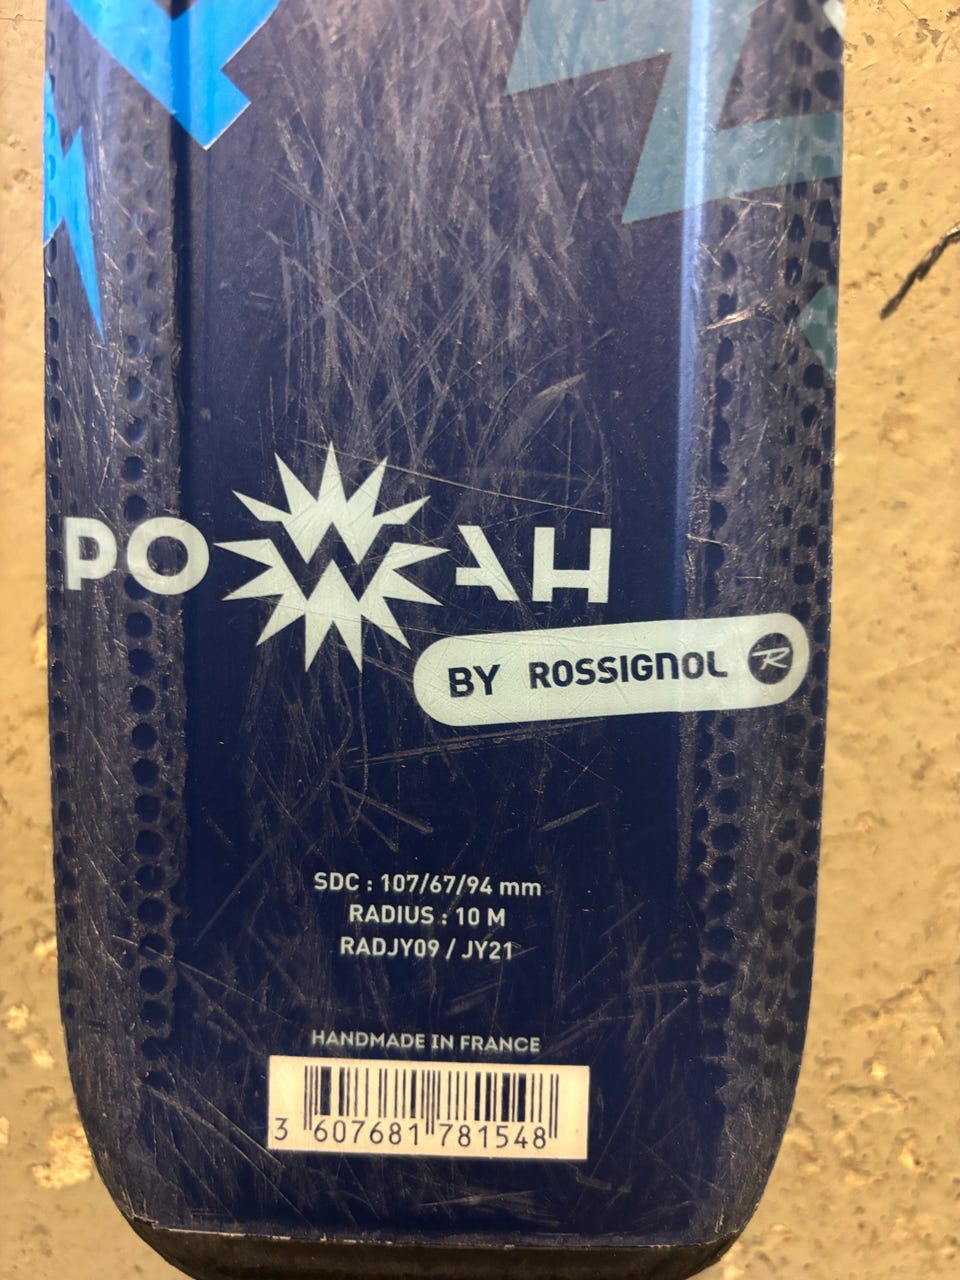 POWAH
BY ROSSIGNOL R
SDC : 107/67/94 mm
RADIUS : 10 M
RADJY09 / JY21
HANDMADE IN FRANCE
3 607681 781548